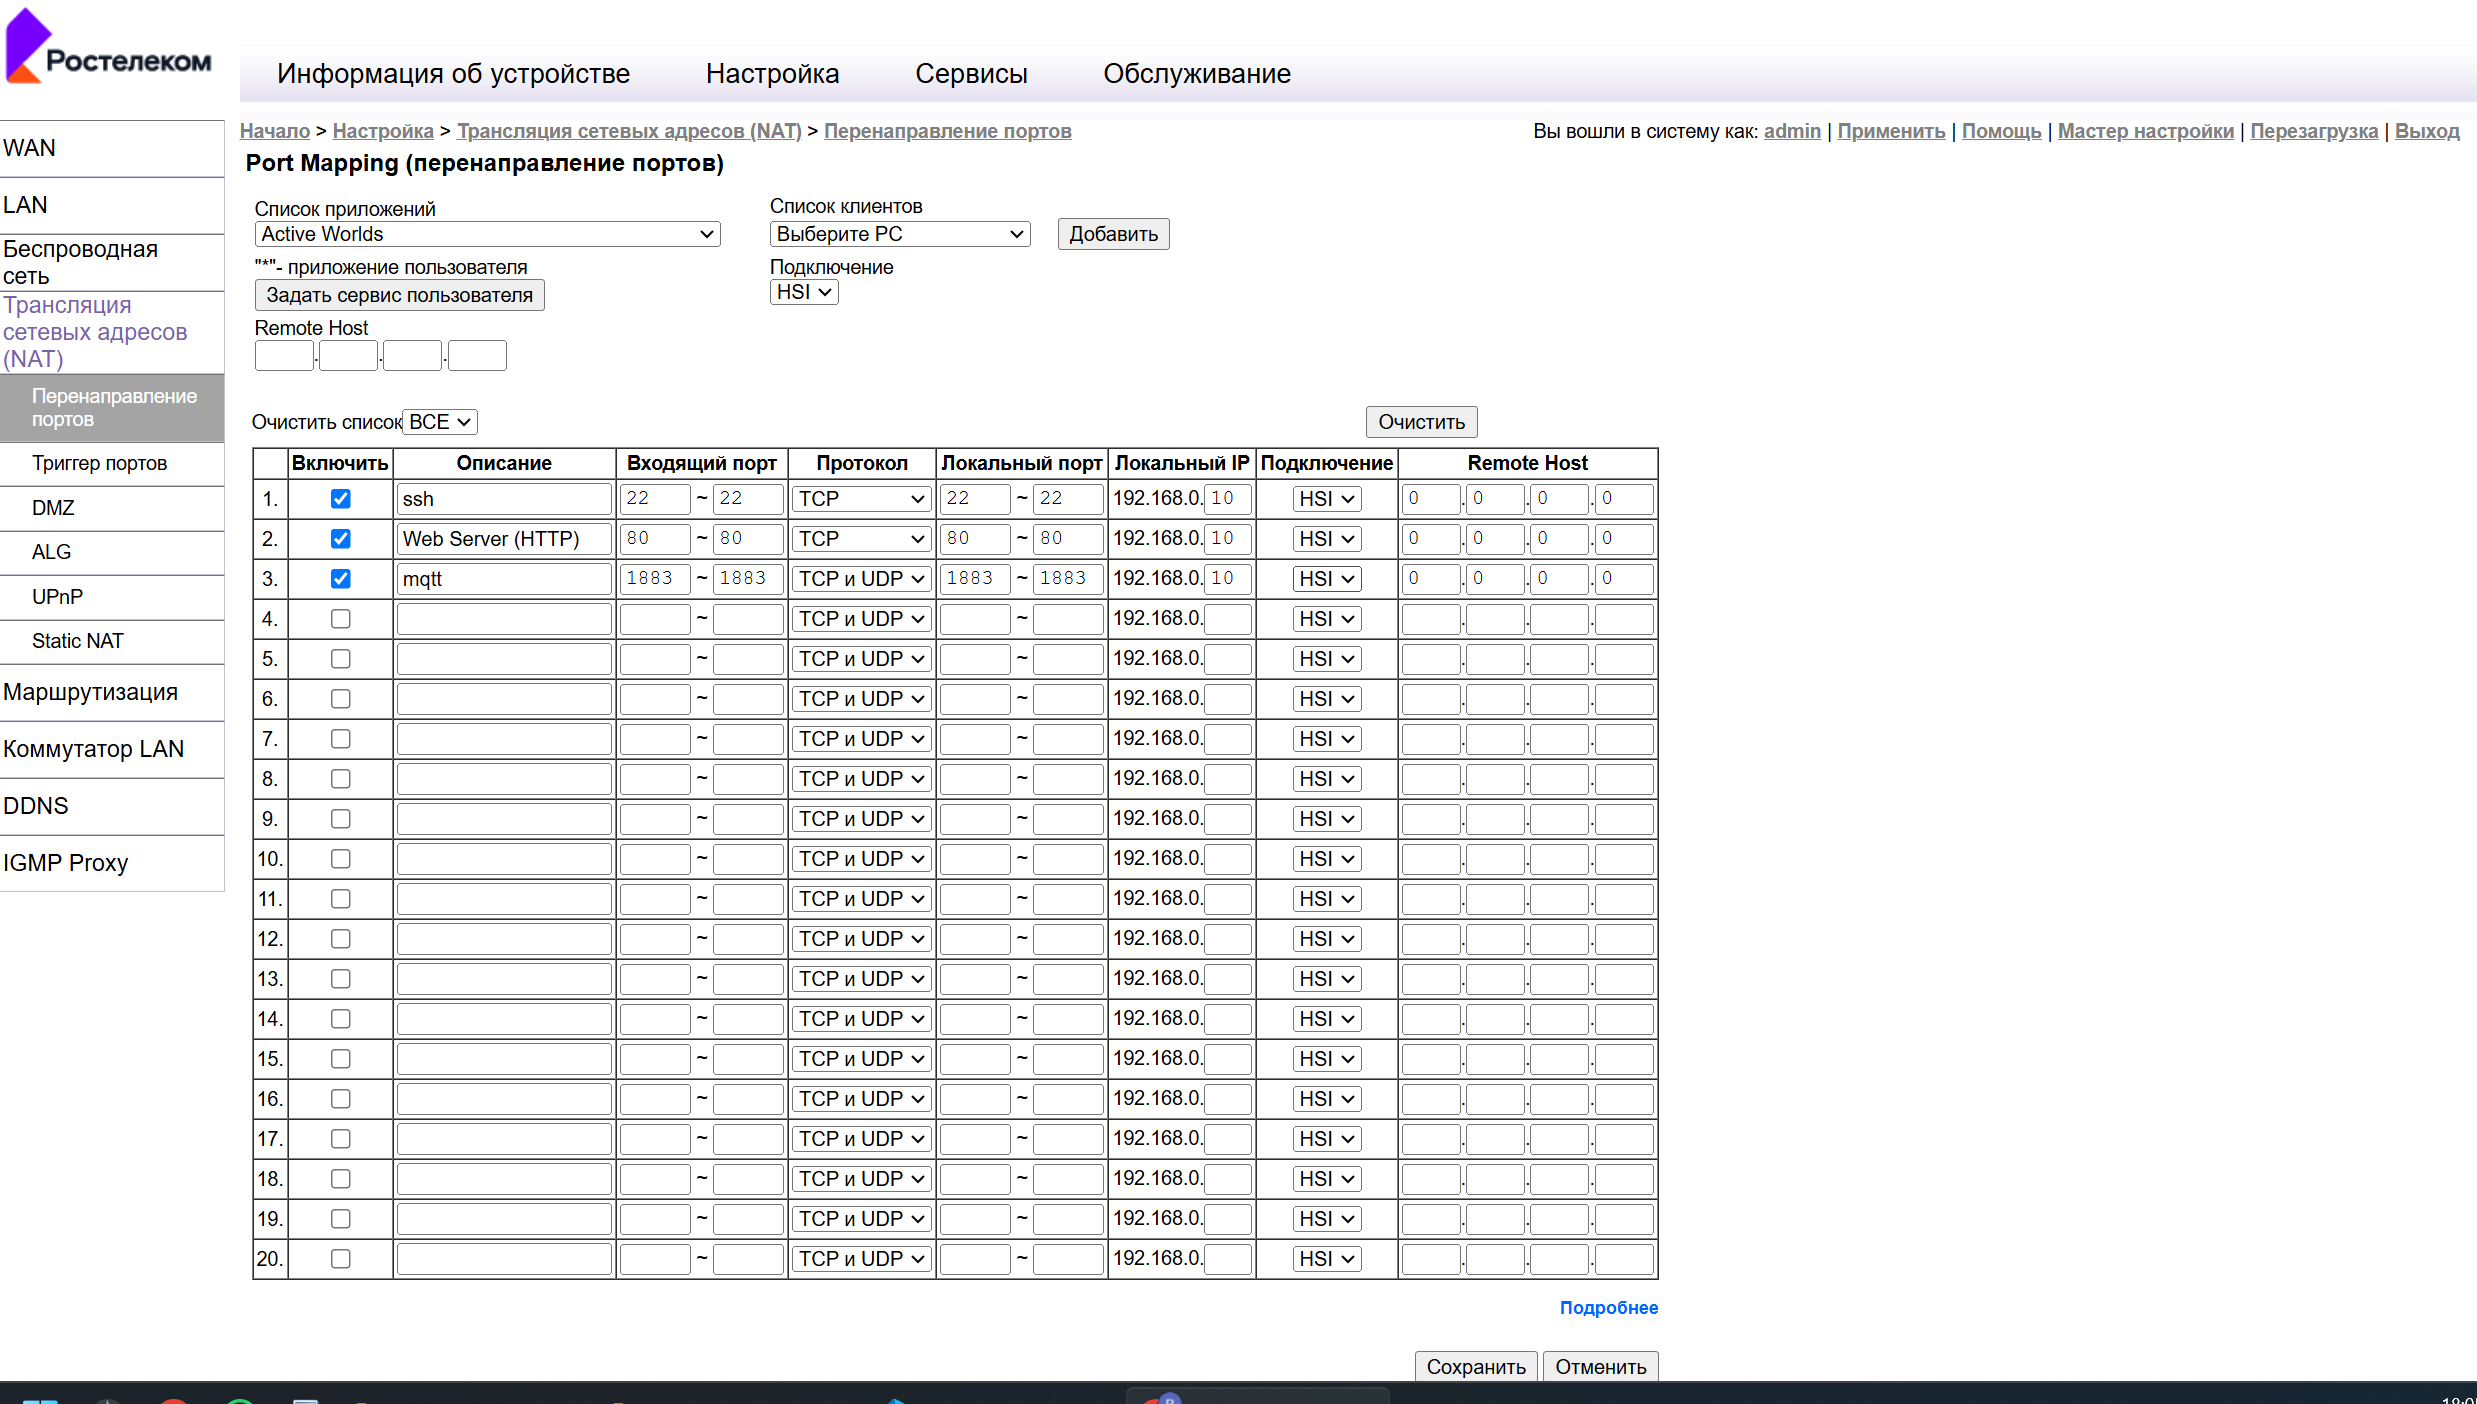 Ростелеком
Информация об устройстве Настройка Сервисы Обслуживание
Начало > Настройка > Трансляция сетевых адресов (NAT) > Перенаправление портов
Вы вошли в систему как: admin | Применить | Помощь | Мастер настройки | Перезагрузка | Выход
WAN
LAN
Беспроводная
сеть
Трансляция
сетевых адресов
(NAT)
Перенаправление
портов
Триггер портов
DMZ
ALG
UPnP
Static NAT
Маршрутизация
Коммутатор LAN
DDNS
IGMP Proxy
Port Mapping (перенаправление портов)
Список приложений Список клиентов
Active Worlds Выберите PC Добавить
"*"- приложение пользователя Подключение
Задать сервис пользователя HSI
Remote Host
. . .
Очистить список ВСЕ Очистить
Включить Описание Входящий порт Протокол Локальный порт Локальный IP Подключение Remote Host
1. ssh 22 ~ 22 TCP 22 ~ 22 192.168.0. 10 HSI 0 . 0 . 0 . 0
2. Web Server (HTTP) 80 ~ 80 TCP 80 ~ 80 192.168.0. 10 HSI 0 . 0 . 0 . 0
3. mqtt 1883 ~ 1883 TCP и UDP 1883 ~ 1883 192.168.0. 10 HSI 0 . 0 . 0 . 0
4. ~ TCP и UDP ~ 192.168.0. HSI . . .
5. ~ TCP и UDP ~ 192.168.0. HSI . . .
6. ~ TCP и UDP ~ 192.168.0. HSI . . .
7. ~ TCP и UDP ~ 192.168.0. HSI . . .
8. ~ TCP и UDP ~ 192.168.0. HSI . . .
9. ~ TCP и UDP ~ 192.168.0. HSI . . .
10. ~ TCP и UDP ~ 192.168.0. HSI . . .
11. ~ TCP и UDP ~ 192.168.0. HSI . . .
12. ~ TCP и UDP ~ 192.168.0. HSI . . .
13. ~ TCP и UDP ~ 192.168.0. HSI . . .
14. ~ TCP и UDP ~ 192.168.0. HSI . . .
15. ~ TCP и UDP ~ 192.168.0. HSI . . .
16. ~ TCP и UDP ~ 192.168.0. HSI . . .
17. ~ TCP и UDP ~ 192.168.0. HSI . . .
18. ~ TCP и UDP ~ 192.168.0. HSI . . .
19. ~ TCP и UDP ~ 192.168.0. HSI . . .
20. ~ TCP и UDP ~ 192.168.0. HSI . . .
Подробнее
Сохранить Отменить